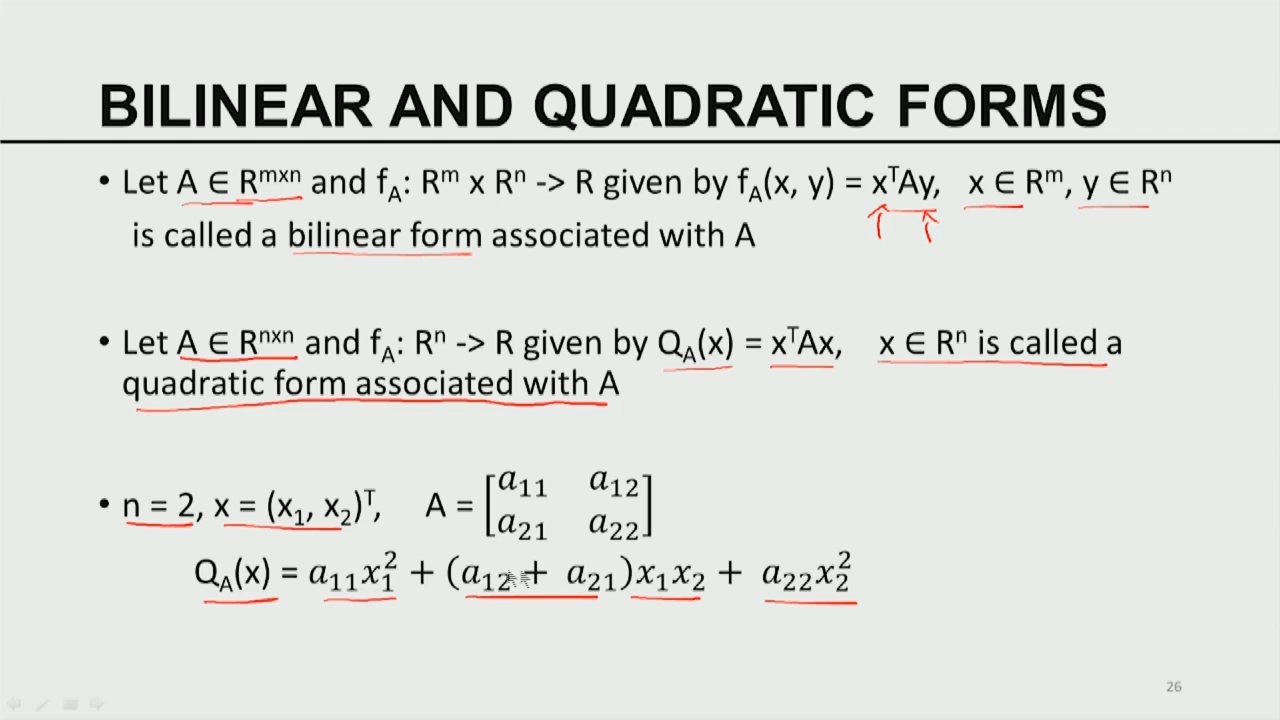 BILINEAR AND QUADRATIC FORMS
• Let A ∈ Rᵐˣⁿ and f_A: Rᵐ x Rⁿ -> R given by f_A(x, y) = xᵀAy, x ∈ Rᵐ, y ∈ Rⁿ
is called a bilinear form associated with A
• Let A ∈ Rⁿˣⁿ and f_A: Rⁿ -> R given by Q_A(x) = xᵀAx, x ∈ Rⁿ is called a
quadratic form associated with A
• n = 2, x = (x₁, x₂)ᵀ, A = [a₁₁ a₁₂
a₂₁ a₂₂]
Q_A(x) = a₁₁x₁² + (a₁₂ + a₂₁)x₁x₂ + a₂₂x₂²
26